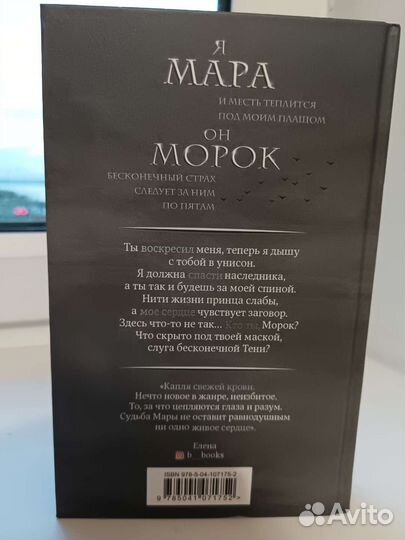 Я
МАРА
И МЕСТЬ ТЕПЛИТСЯ
ПОД МОИМ ПЛАЩОМ
ОН
МОРОК
БЕСКОНЕЧНЫЙ СТРАХ
СЛЕДУЕТ ЗА НИМ
ПО ПЯТАМ
Ты воскресил меня, теперь я дышу
с тобой в унисон.
Я должна спасти наследника,
а ты так и будешь за моей спиной.
Нити жизни принца слабы,
а мое сердце чувствует заговор.
Здесь что-то не так... Кто ты, Морок?
Что скрыто под твоей маской,
слуга бесконечной Тени?
«Капля свежей крови.
Нечто новое в жанре, неизбитое.
То, за что цепляются глаза и разум.
Судьба Мары не оставит равнодушным
ни одно живое сердце».
Елена
b__books
ISBN 978-5-04-107175-2
9 785041 071752 >
Avito